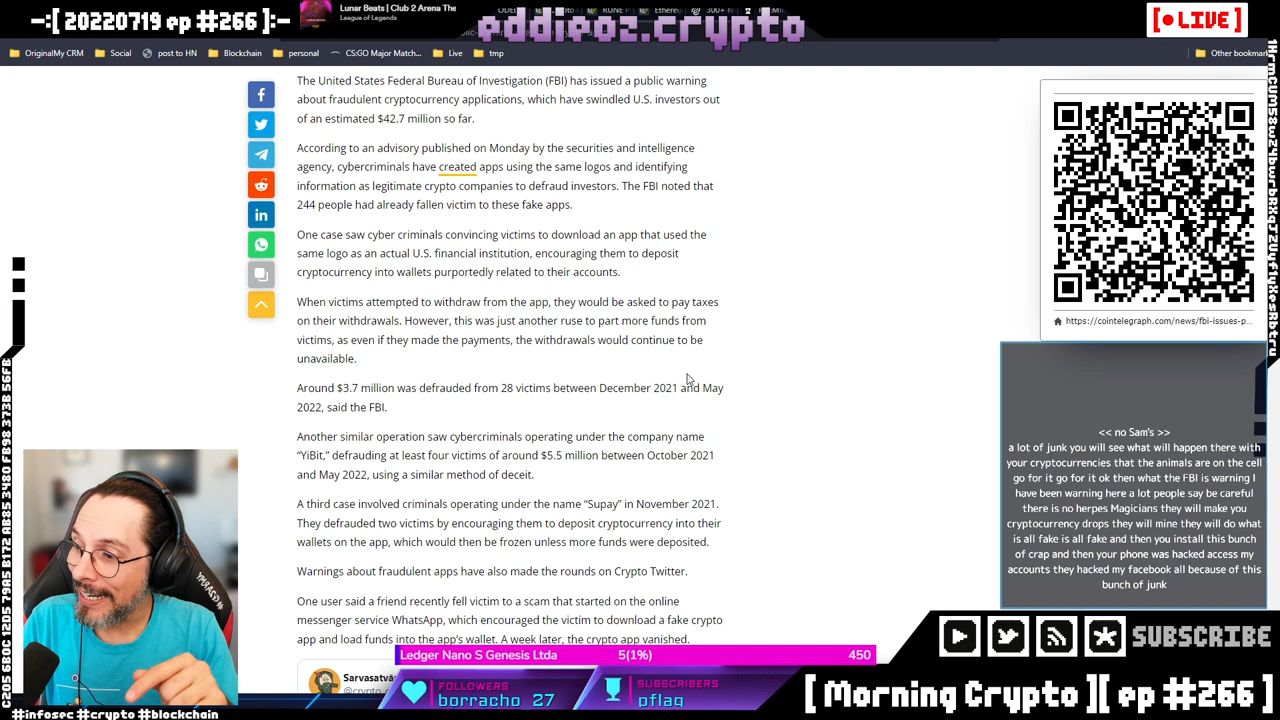 -:[ 20220719 ep #266]:-
Lunar Beats | Club 2 Arena The
League of Legends
eddieoz.crypto
[● LIVE]
OriginalMy CRM
Social
post to HN
Blockchain
personal
CS:GO Major Match...
Live
tmp
Other bookmar
The United States Federal Bureau of Investigation (FBI) has issued a public warning
about fraudulent cryptocurrency applications, which have swindled U.S. investors out
of an estimated $42.7 million so far.
According to an advisory published on Monday by the securities and intelligence
agency, cybercriminals have created apps using the same logos and identifying
information as legitimate crypto companies to defraud investors. The FBI noted that
244 people had already fallen victim to these fake apps.
One case saw cyber criminals convincing victims to download an app that used the
same logo as an actual U.S. financial institution, encouraging them to deposit
cryptocurrency into wallets purportedly related to their accounts.
When victims attempted to withdraw from the app, they would be asked to pay taxes
on their withdrawals. However, this was just another ruse to part more funds from
victims, as even if they made the payments, the withdrawals would continue to be
unavailable.
Around $3.7 million was defrauded from 28 victims between December 2021 and May
2022, said the FBI.
Another similar operation saw cybercriminals operating under the company name
“YiBit,” defrauding at least four victims of around $5.5 million between October 2021
and May 2022, using a similar method of deceit.
A third case involved criminals operating under the name “Supay” in November 2021.
They defrauded two victims by encouraging them to deposit cryptocurrency into their
wallets on the app, which would then be frozen unless more funds were deposited.
Warnings about fraudulent apps have also made the rounds on Crypto Twitter.
One user said a friend recently fell victim to a scam that started on the online
messenger service WhatsApp, which encouraged the victim to download a fake crypto
app and load funds into the app’s wallet. A week later, the crypto app vanished.
https://cointelegraph.com/news/fbi-issues-p...
<< no Sam's >>
a lot of junk you will see what will happen there with
your cryptocurrencies that the animals are on the cell
go for it go for it ok then what the FBI is warning I
have been warning here a lot people say be careful
there is no herpes Magicians they will make you
cryptocurrency drops they will mine they will do what
is all fake is all fake and then you install this bunch
of crap and then your phone was hacked access my
accounts they hacked my facebook all because of this
bunch of junk
SUBSCRIBE
Ledger Nano S Genesis Ltda 5(1%) 450
FOLLOWERS
borracho_27
SUBSCRIBERS
pflag
[ Morning Crypto ][ ep #266 ]
#infosec #crypto #blockchain